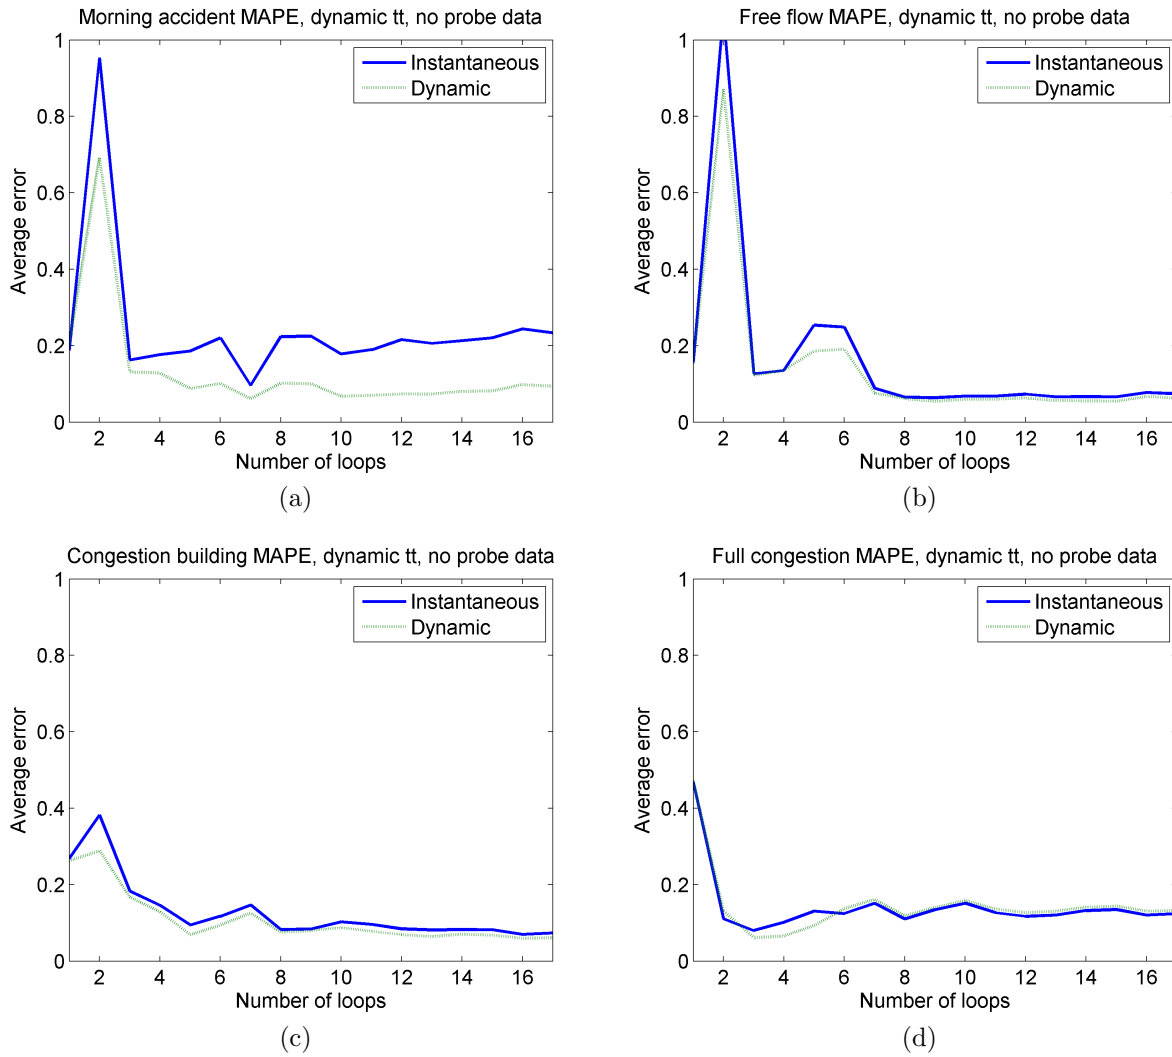 Morning accident MAPE, dynamic tt, no probe data
1
0.8
0.6
0.4
0.2
0
Average error
Instantaneous
Dynamic
2 4 6 8 10 12 14 16
Number of loops
(a)
Free flow MAPE, dynamic tt, no probe data
1
0.8
0.6
0.4
0.2
0
Average error
Instantaneous
Dynamic
2 4 6 8 10 12 14 16
Number of loops
(b)
Congestion building MAPE, dynamic tt, no probe data
1
0.8
0.6
0.4
0.2
0
Average error
Instantaneous
Dynamic
2 4 6 8 10 12 14 16
Number of loops
(c)
Full congestion MAPE, dynamic tt, no probe data
1
0.8
0.6
0.4
0.2
0
Average error
Instantaneous
Dynamic
2 4 6 8 10 12 14 16
Number of loops
(d)